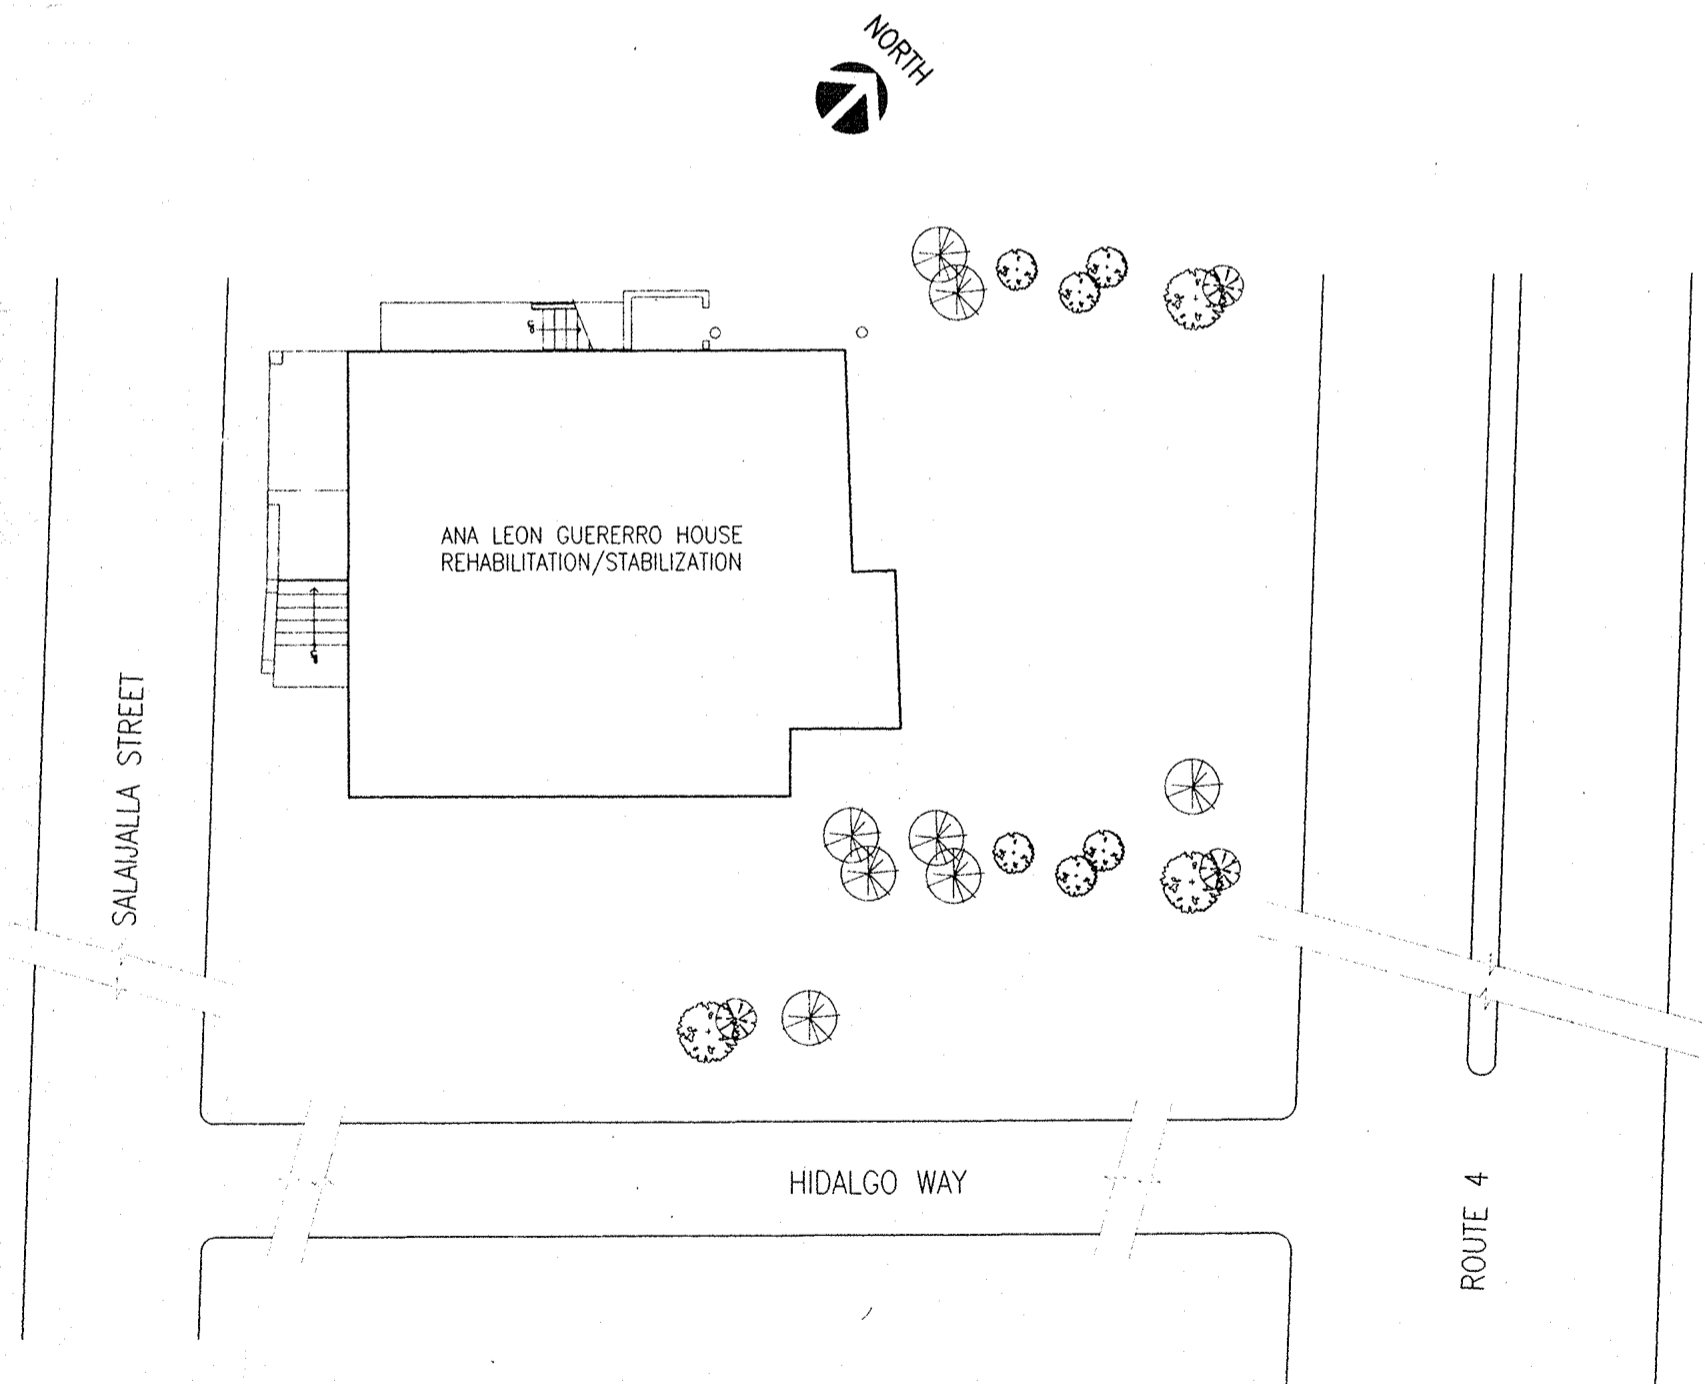 NORTH
ANA LEON GUERERRO HOUSE
REHABILITATION/STABILIZATION
SALAIJALLA STREET
HIDALGO WAY
ROUTE 4